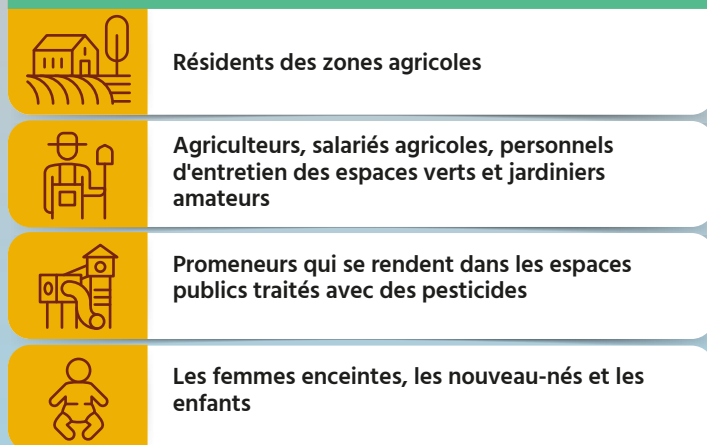 Résidents des zones agricoles
Agriculteurs, salariés agricoles, personnels
d'entretien des espaces verts et jardiniers
amateurs
Promeneurs qui se rendent dans les espaces
publics traités avec des pesticides
Les femmes enceintes, les nouveau-nés et les
enfants